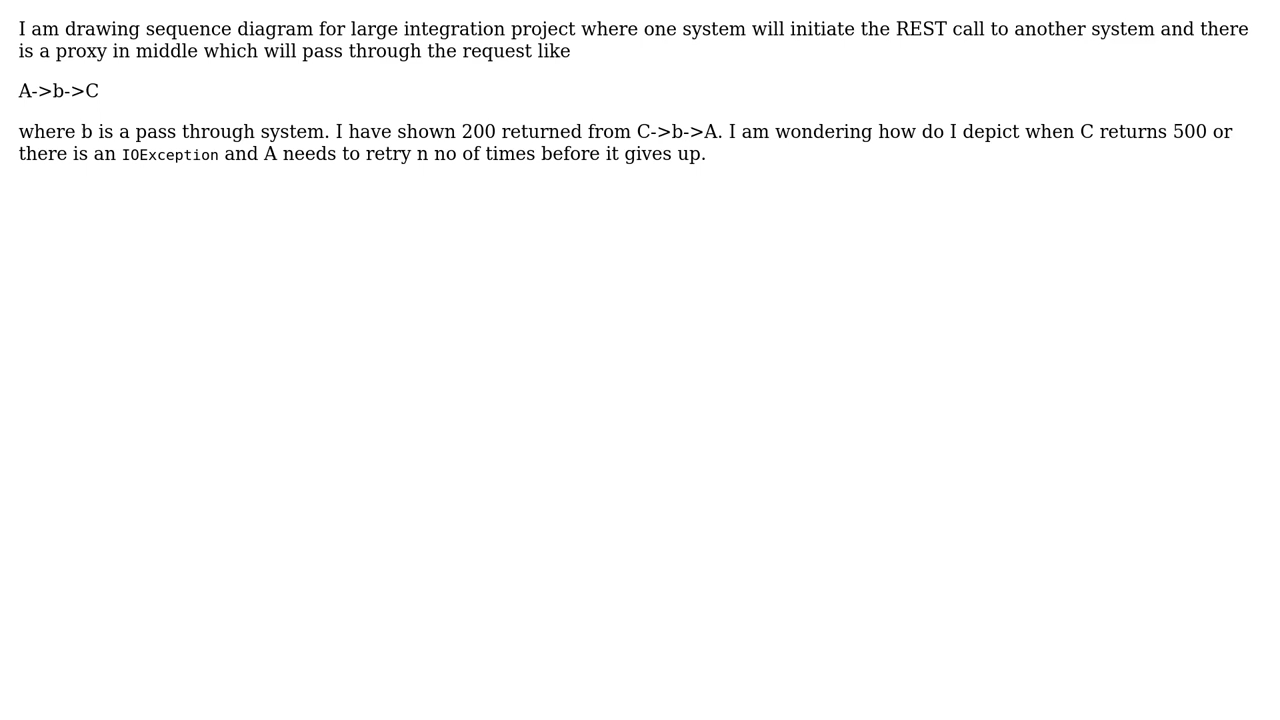 I am drawing sequence diagram for large integration project where one system will initiate the REST call to another system and there
is a proxy in middle which will pass through the request like
A->b->C
where b is a pass through system. I have shown 200 returned from C->b->A. I am wondering how do I depict when C returns 500 or
there is an IOException and A needs to retry n no of times before it gives up.